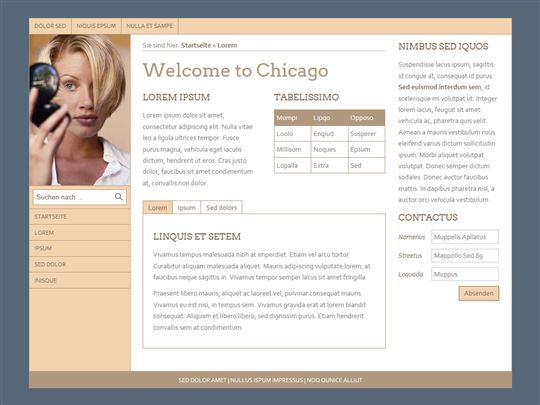 DOLOR SED NIQUIS EPSUM NULLA ET SAMPE
Suchen nach ...
STARTSEITE
LOREM
IPSUM
SED DOLOR
INISQUE
Sie sind hier: Startseite » Lorem
Welcome to Chicago
LOREM IPSUM
Lorem ipsum dolor sit amet,
consectetur adipiscing elit. Nulla vitae
leo a ligula ultrices tempor. Fusce
purus magna, vehicula eget iaculis
dictum, hendrerit ut eros. Cras justo
dolor, faucibus sit amet condimentum
at, convallis in odio.
TABELISSIMO
Mumpi Lipqo Opposo
Loolo Enqiud Susperer
Millisum Noques Epsum
Lopalla Extra Sed
Lorem Ipsum Sed dolors
LINQUIS ET SETEM
Vivamus tempus malesuada nibh at imperdiet. Etiam vel arcu tortor.
Curabitur aliquam malesuada aliquet. Mauris adipiscing vulputate lorem, at
faucibus neque sagittis in. Vivamus tempor semper lacus sit amet fringilla.
Praesent libero mauris, aliquet ac laoreet vel, pulvinar consequat mauris.
Vivamus eu est nisi, in tempus sem. Vivamus gravida erat at lorem blandit
consequat. Aliquam et libero libero, sed dignissim purus. Etiam hendrerit
convallis sem at condimentum.
NIMBUS SED IQUOS
Suspendisse lacus ipsum, sagittis
id congue at, consequat id purus.
Sed euismod interdum sem, id
scelerisque mi volutpat ut. Integer
lorem lacus, feugiat sit amet
vehicula ac, pharetra quis velit.
Aenean a mauris vestibulum risus
eleifend varius dictum sollicitudin
ipsum. Morbi aliquet volutpat
volutpat. Cras semper dictum
sodales. Donec auctor faucibus
mattis. In dapibus pharetra nisl, a
auctor orci vehicula vestibulum
CONTACTUS
Nomenus Muppelis Apllatus
Streetus Mappollo Sed 89
Loquada Muppus
Absenden
SED DOLOR AMET | NULLUS ISPUM IMPRESSUS | NOO QUNICE ALLIUT